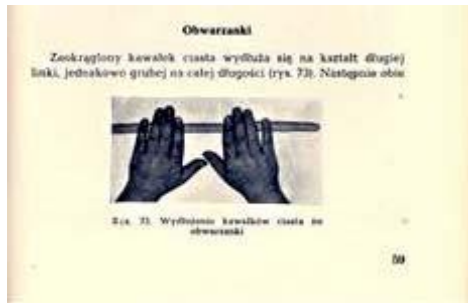 Obwarzanki
Zaokrąglony kawałek ciasta wydłuża się na kształt długiej
linki, jednakowo grubej na całej długości (rys. 73). Następnie obie
Rys. 73. Wydłużenie kawałków ciasta na
obwarzanki
59